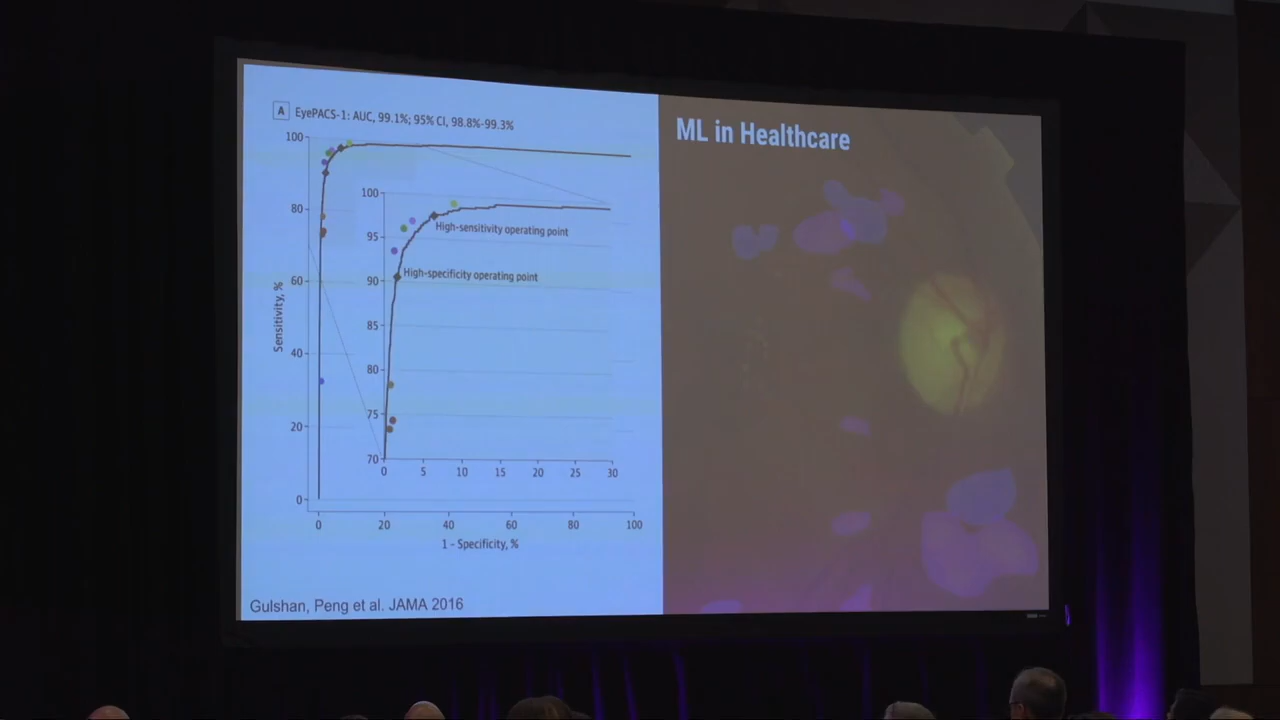 A EyePACS-1: AUC, 99.1%; 95% CI, 98.8%-99.3%
ML in Healthcare
100
80
60
40
20
0
Sensitivity, %
0 20 40 60 80 100
1 - Specificity, %
100
95
90
85
80
75
70
0 5 10 15 20 25 30
High-sensitivity operating point
High-specificity operating point
Gulshan, Peng et al. JAMA 2016